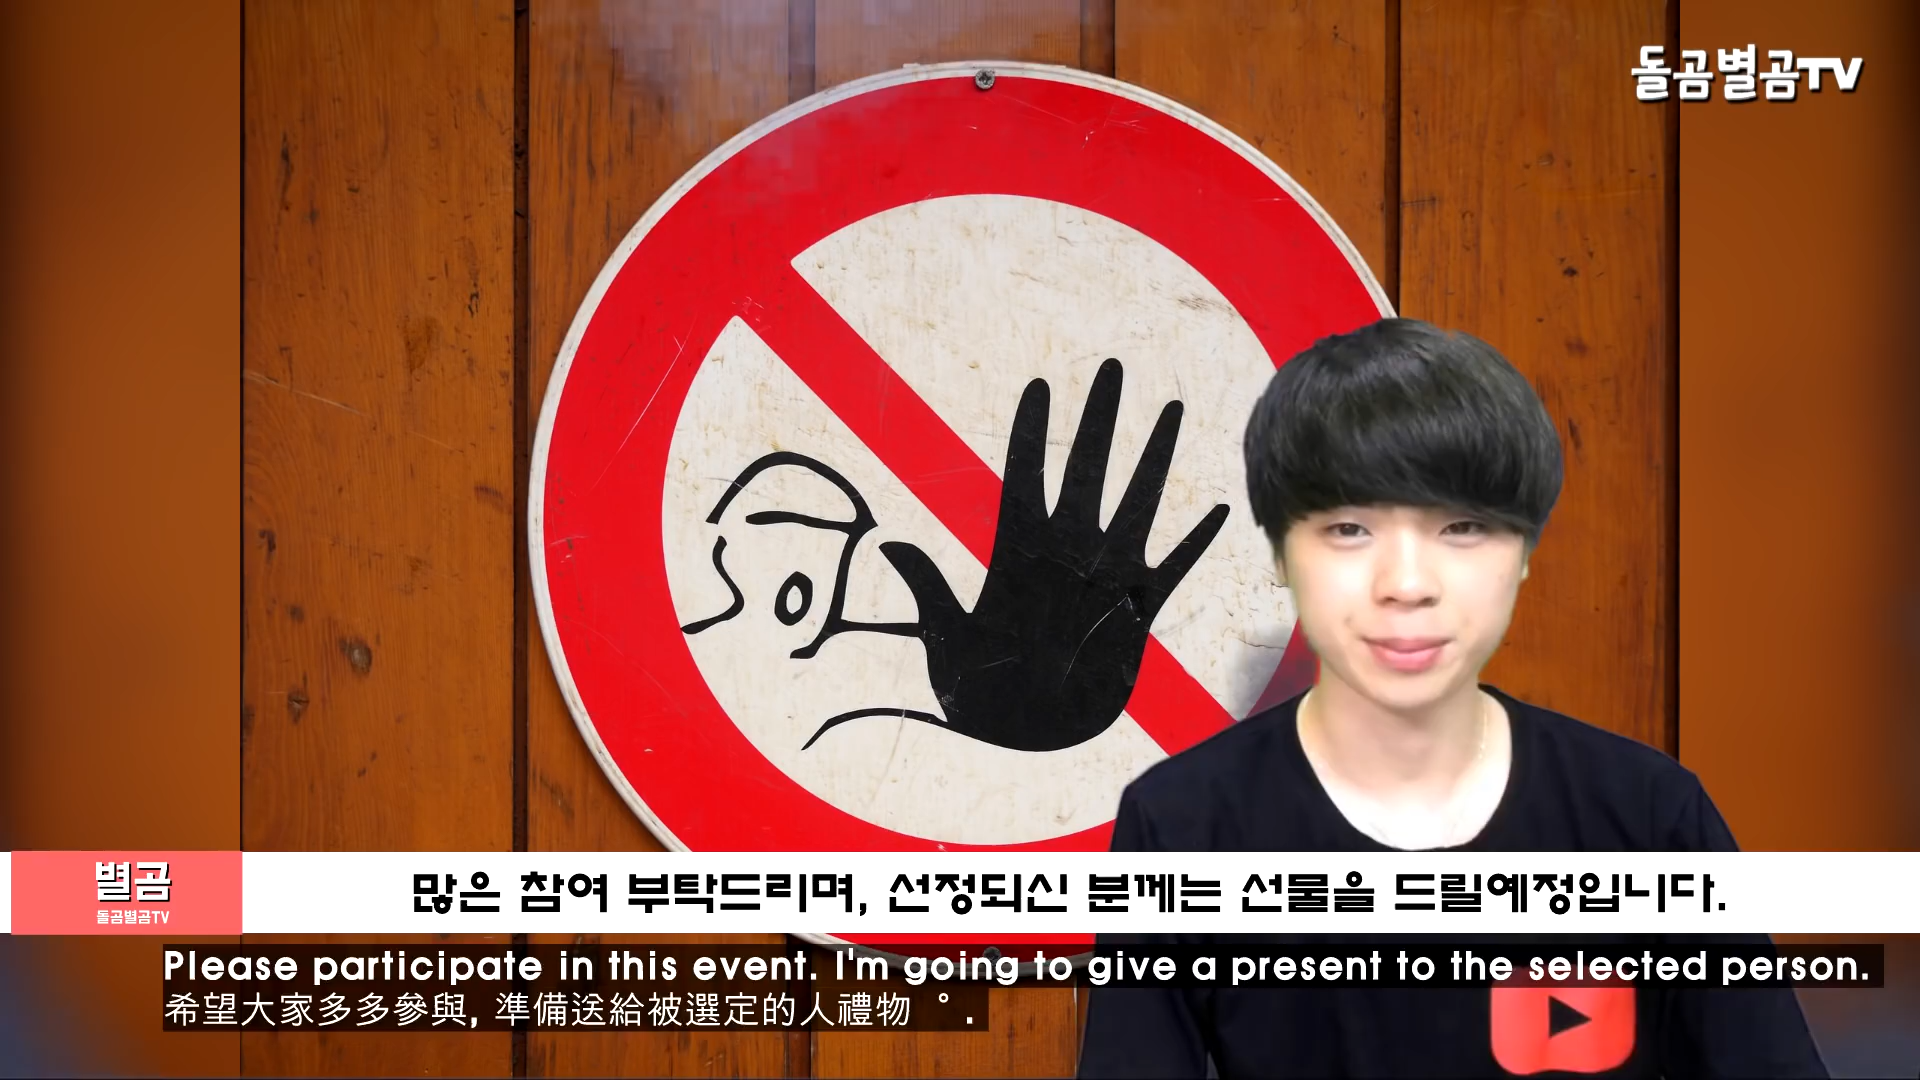 돌곰별곰TV
별곰
돌곰별곰TV
많은 참여 부탁드리며, 선정되신 분께는 선물을 드릴예정입니다.
Please participate in this event. I'm going to give a present to the selected person.
希望大家多多參與, 準備送給被選定的人禮物゜.